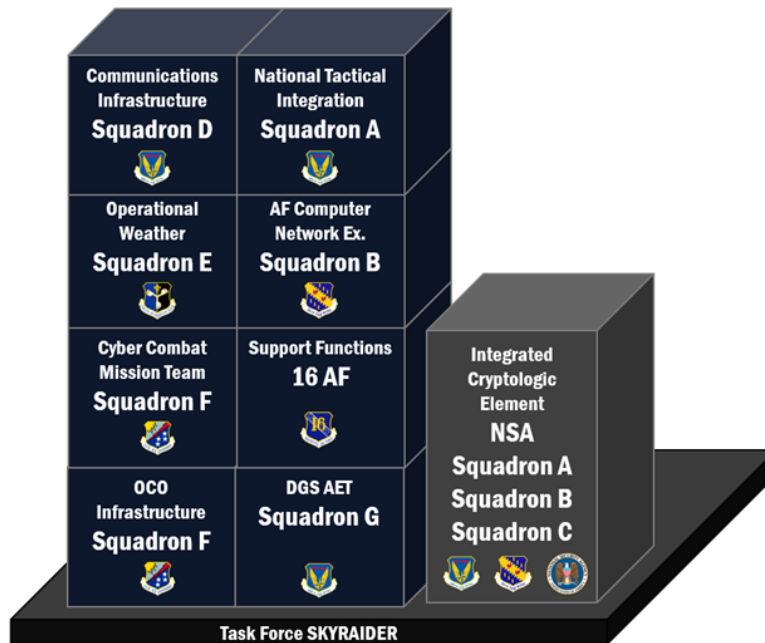 Communications
Infrastructure
Squadron D
National Tactical
Integration
Squadron A
Operational
Weather
Squadron E
AF Computer
Network Ex.
Squadron B
Cyber Combat
Mission Team
Squadron F
Support Functions
16 AF
16
OCO
Infrastructure
Squadron F
DGS AET
Squadron G
Integrated
Cryptologic
Element
NSA
Squadron A
Squadron B
Squadron C
Task Force SKYRAIDER